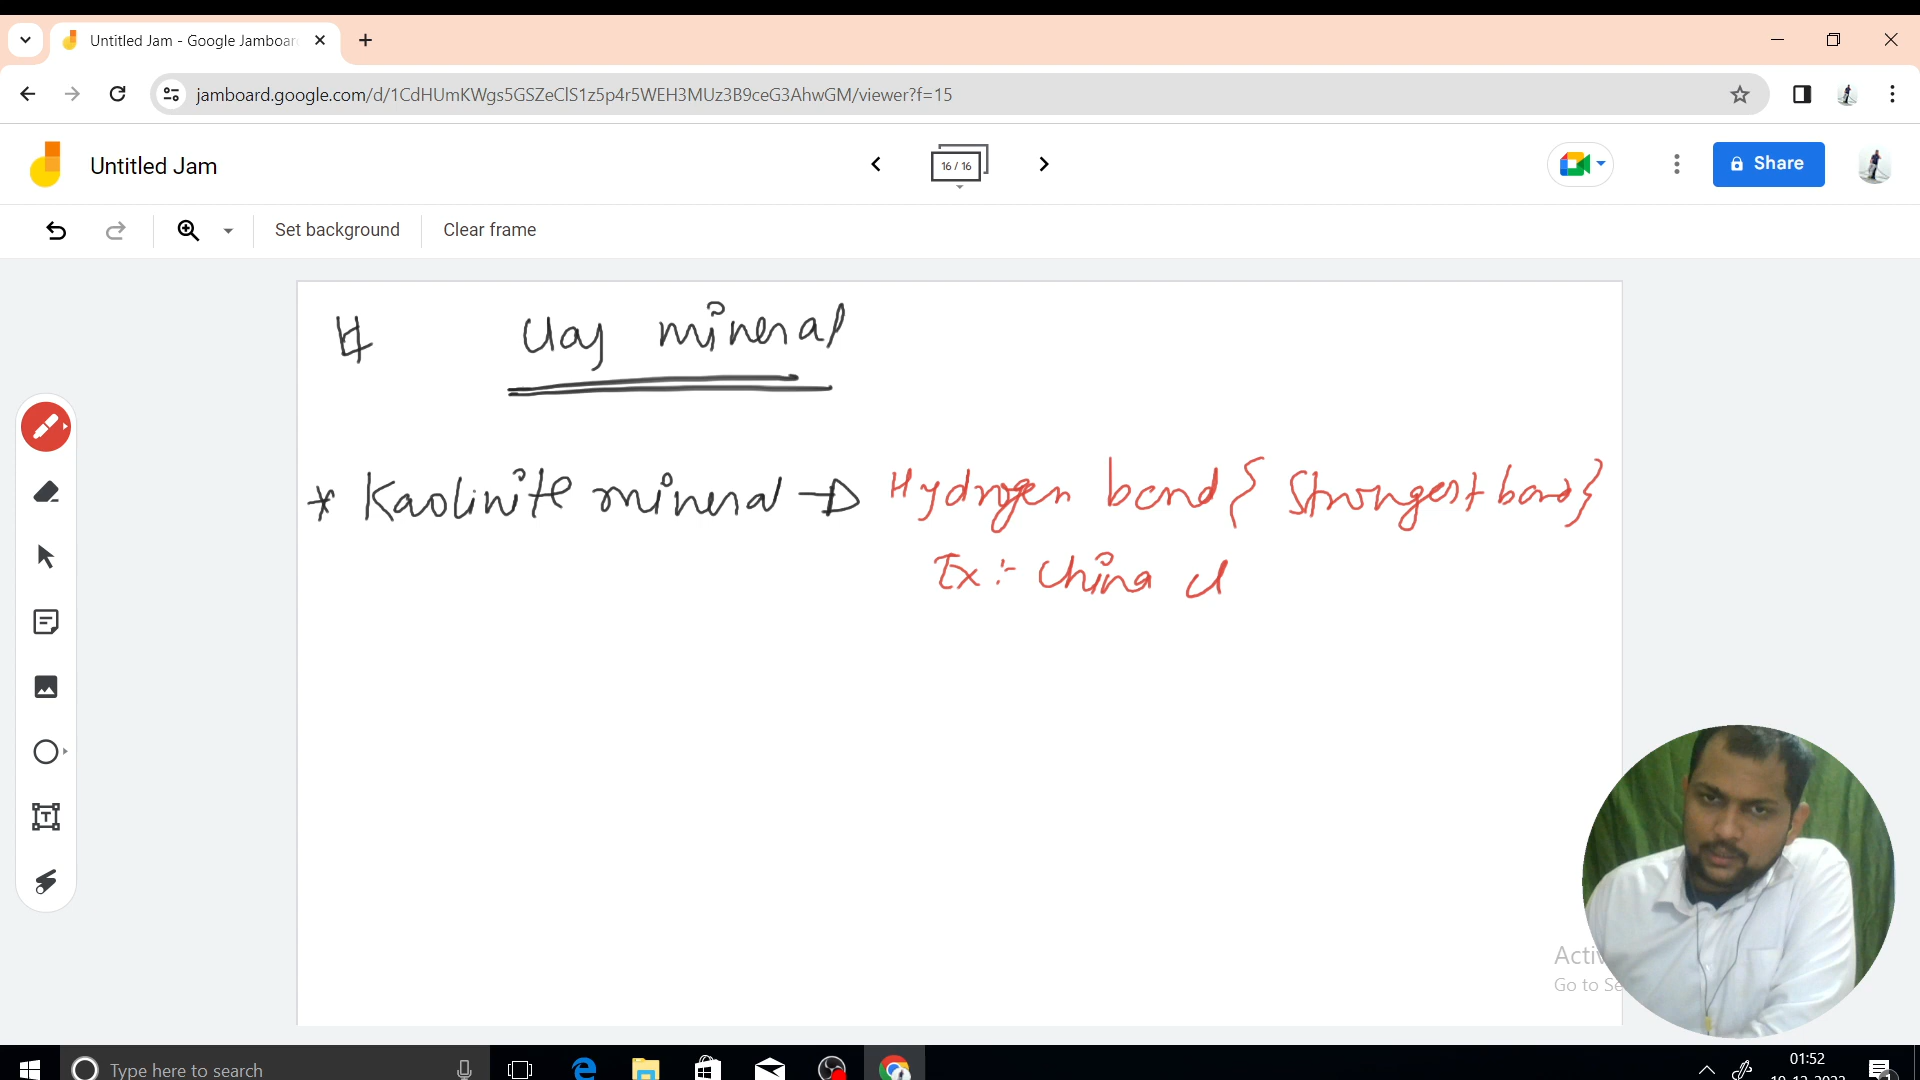 Untitled Jam - Google Jamboar
jamboard.google.com/d/1CdHUmKWgs5GSZeClS1z5p4r5WEH3MUz3B9ceG3AhwGM/viewer?f=15
Untitled Jam
16 / 16
Share
Set background
Clear frame
# Clay mineral
* Kaolinite mineral → Hydrogen bond { Strongest bond }
Ex :- China cl
Go to Se
Type here to search
01:52